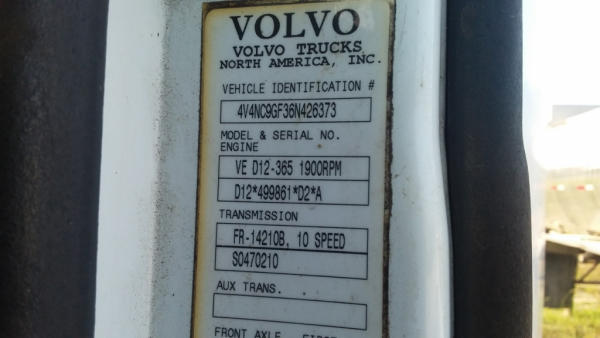 VOLVO
VOLVO TRUCKS
NORTH AMERICA, INC.
VEHICLE IDENTIFICATION #
4V4NC9GF36N426373
MODEL & SERIAL NO.
ENGINE
VE D12-365 1900RPM
D12*499861*D2*A
TRANSMISSION
FR-14210B, 10 SPEED
S0470210
AUX TRANS.
FRONT AXLE